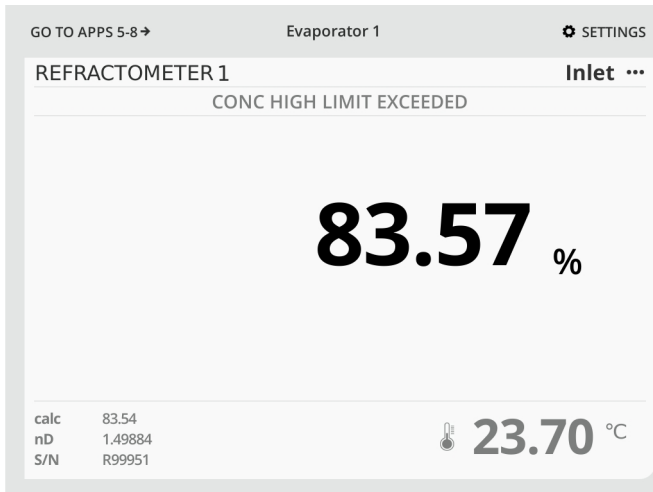 GO TO APPS 5-8➔ Evaporator 1 SETTINGS
REFRACTOMETER 1 Inlet •••
CONC HIGH LIMIT EXCEEDED
83.57 %
calc 83.54
nD 1.49884
S/N R99951
23.70 °C